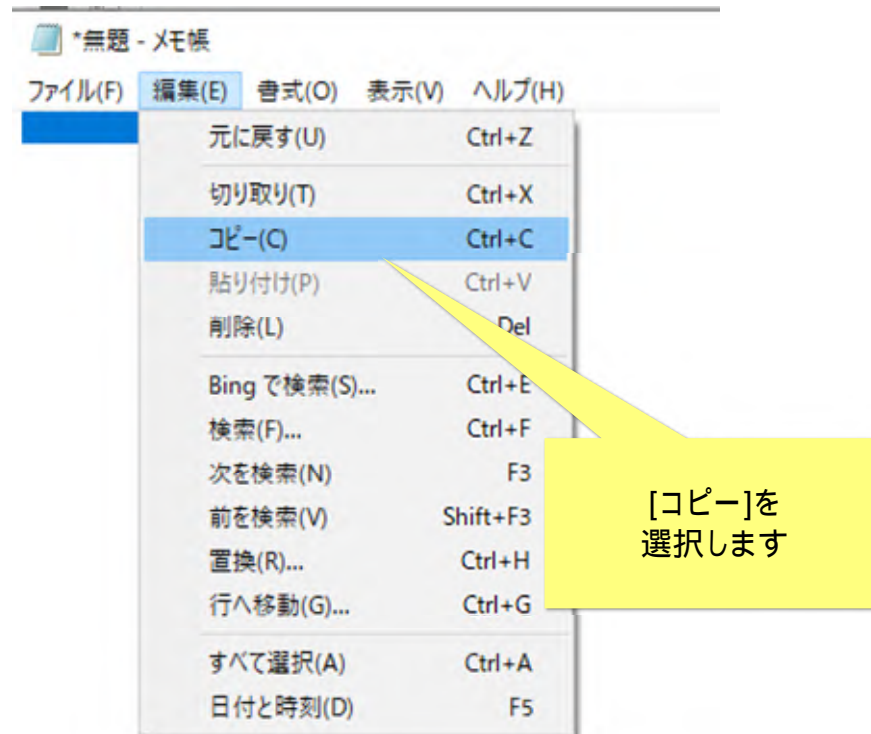 *無題 - メモ帳
ファイル(F) 編集(E) 書式(O) 表示(V) ヘルプ(H)
元に戻す(U) Ctrl+Z
切り取り(T) Ctrl+X
コピー(C) Ctrl+C
貼り付け(P) Ctrl+V
削除(L) Del
Bing で検索(S)... Ctrl+E
検索(F)... Ctrl+F
次を検索(N) F3
前を検索(V) Shift+F3
置換(R)... Ctrl+H
行へ移動(G)... Ctrl+G
すべて選択(A) Ctrl+A
日付と時刻(D) F5
[コピー]を
選択します